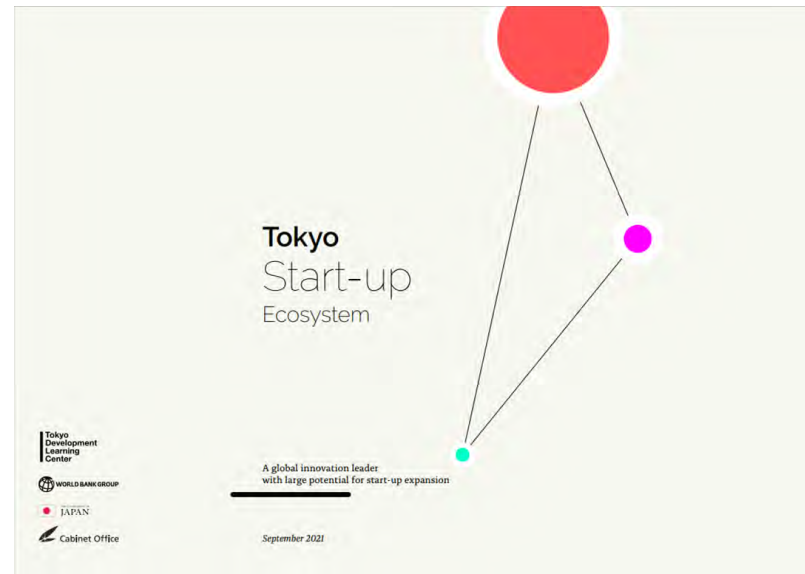 Tokyo
Start-up
Ecosystem
Tokyo
Development
Learning
Center
WORLD BANK GROUP
JAPAN
Cabinet Office
A global innovation leader
with large potential for start-up expansion
September 2021